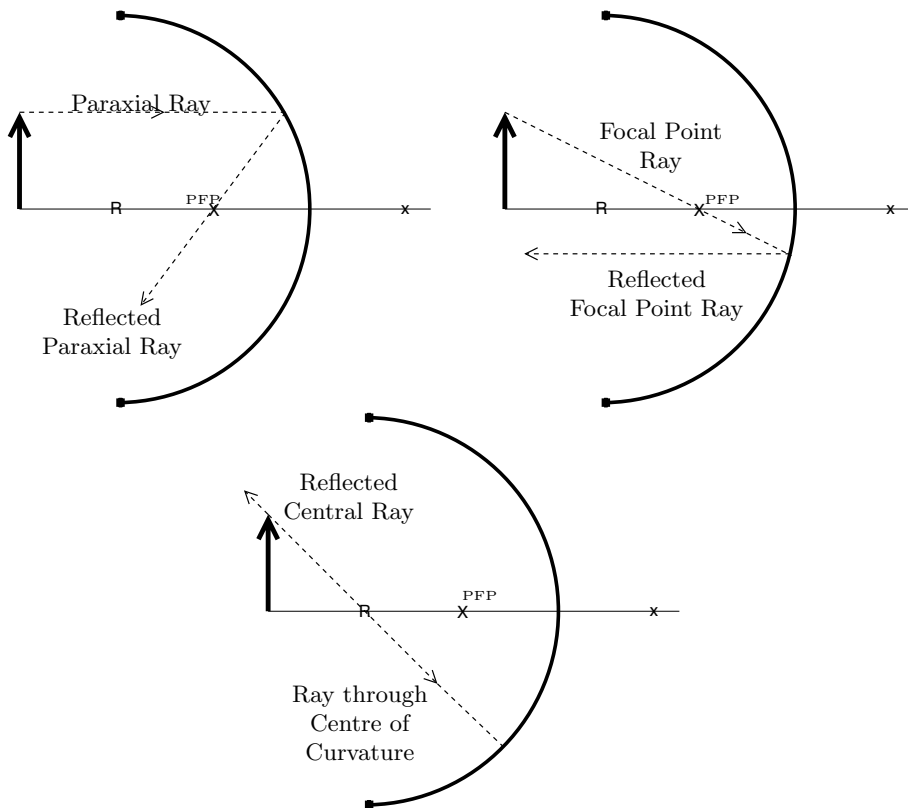 Paraxial Ray
PFP
R
X
x
Reflected
Paraxial Ray
Focal Point
Ray
PFP
R
X
x
Reflected
Focal Point Ray
Reflected
Central Ray
PFP
R
X
x
Ray through
Centre of
Curvature